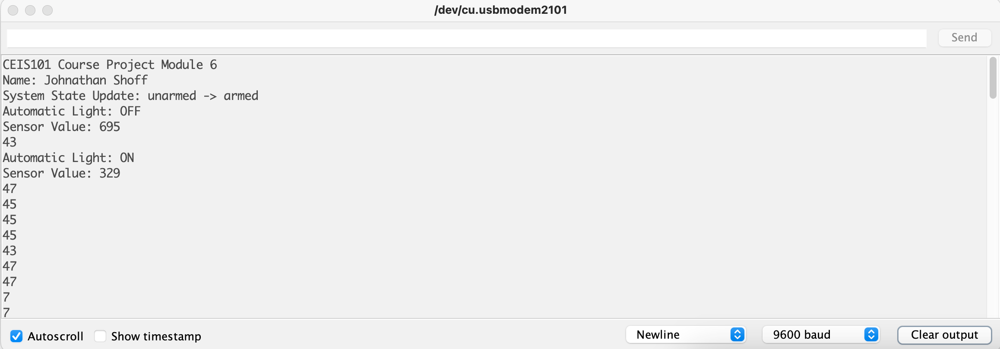 /dev/cu.usbmodem2101
Send
CEIS101 Course Project Module 6
Name: Johnathan Shoff
System State Update: unarmed -> armed
Automatic Light: OFF
Sensor Value: 695
43
Automatic Light: ON
Sensor Value: 329
47
45
45
45
43
47
47
7
7
Autoscroll Show timestamp Newline 9600 baud Clear output